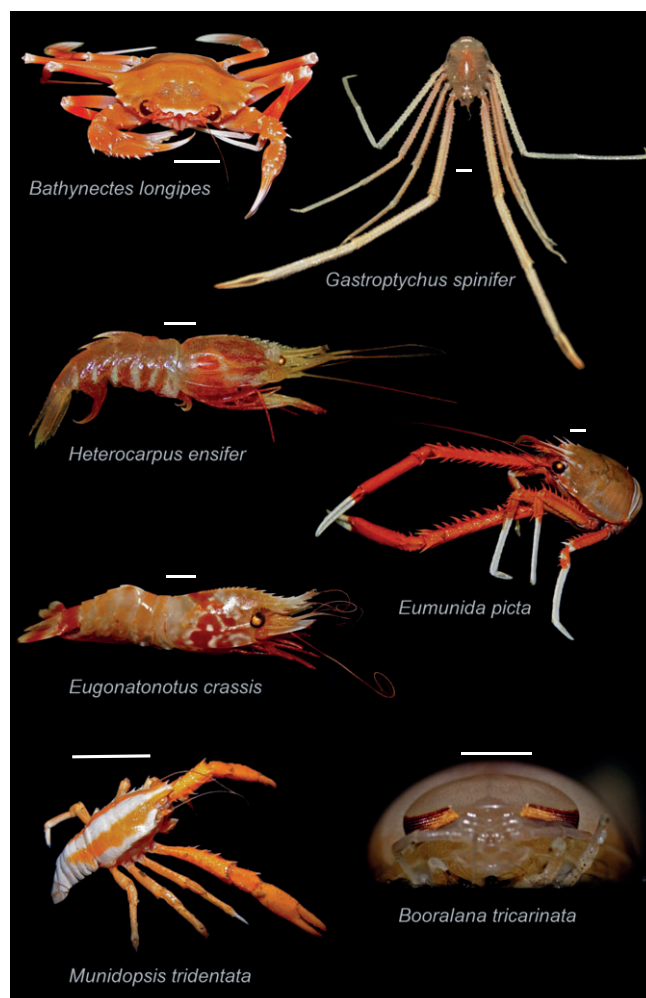 Bathynectes longipes
Gastroptychus spinifer
Heterocarpus ensifer
Eumunida picta
Eugonatonotus crassis
Booralana tricarinata
Munidopsis tridentata